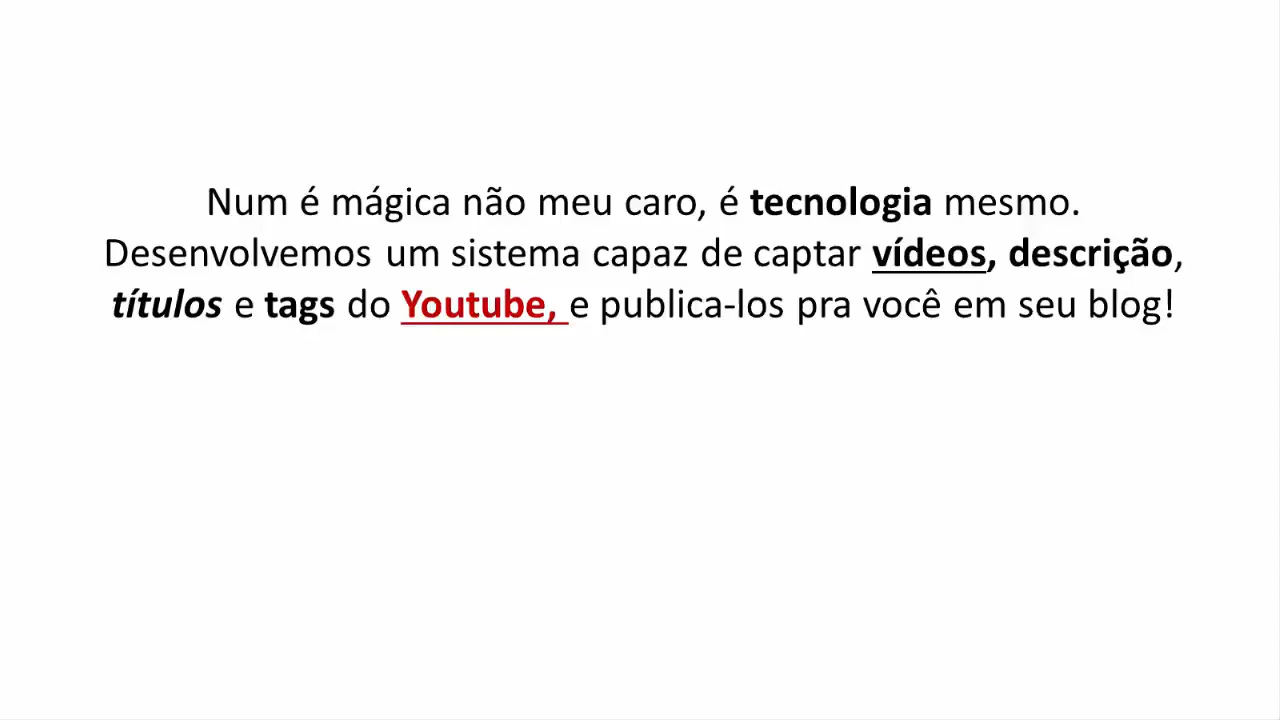 Num é mágica não meu caro, é tecnologia mesmo.
Desenvolvemos um sistema capaz de captar vídeos, descrição,
títulos e tags do Youtube, e publica-los pra você em seu blog!